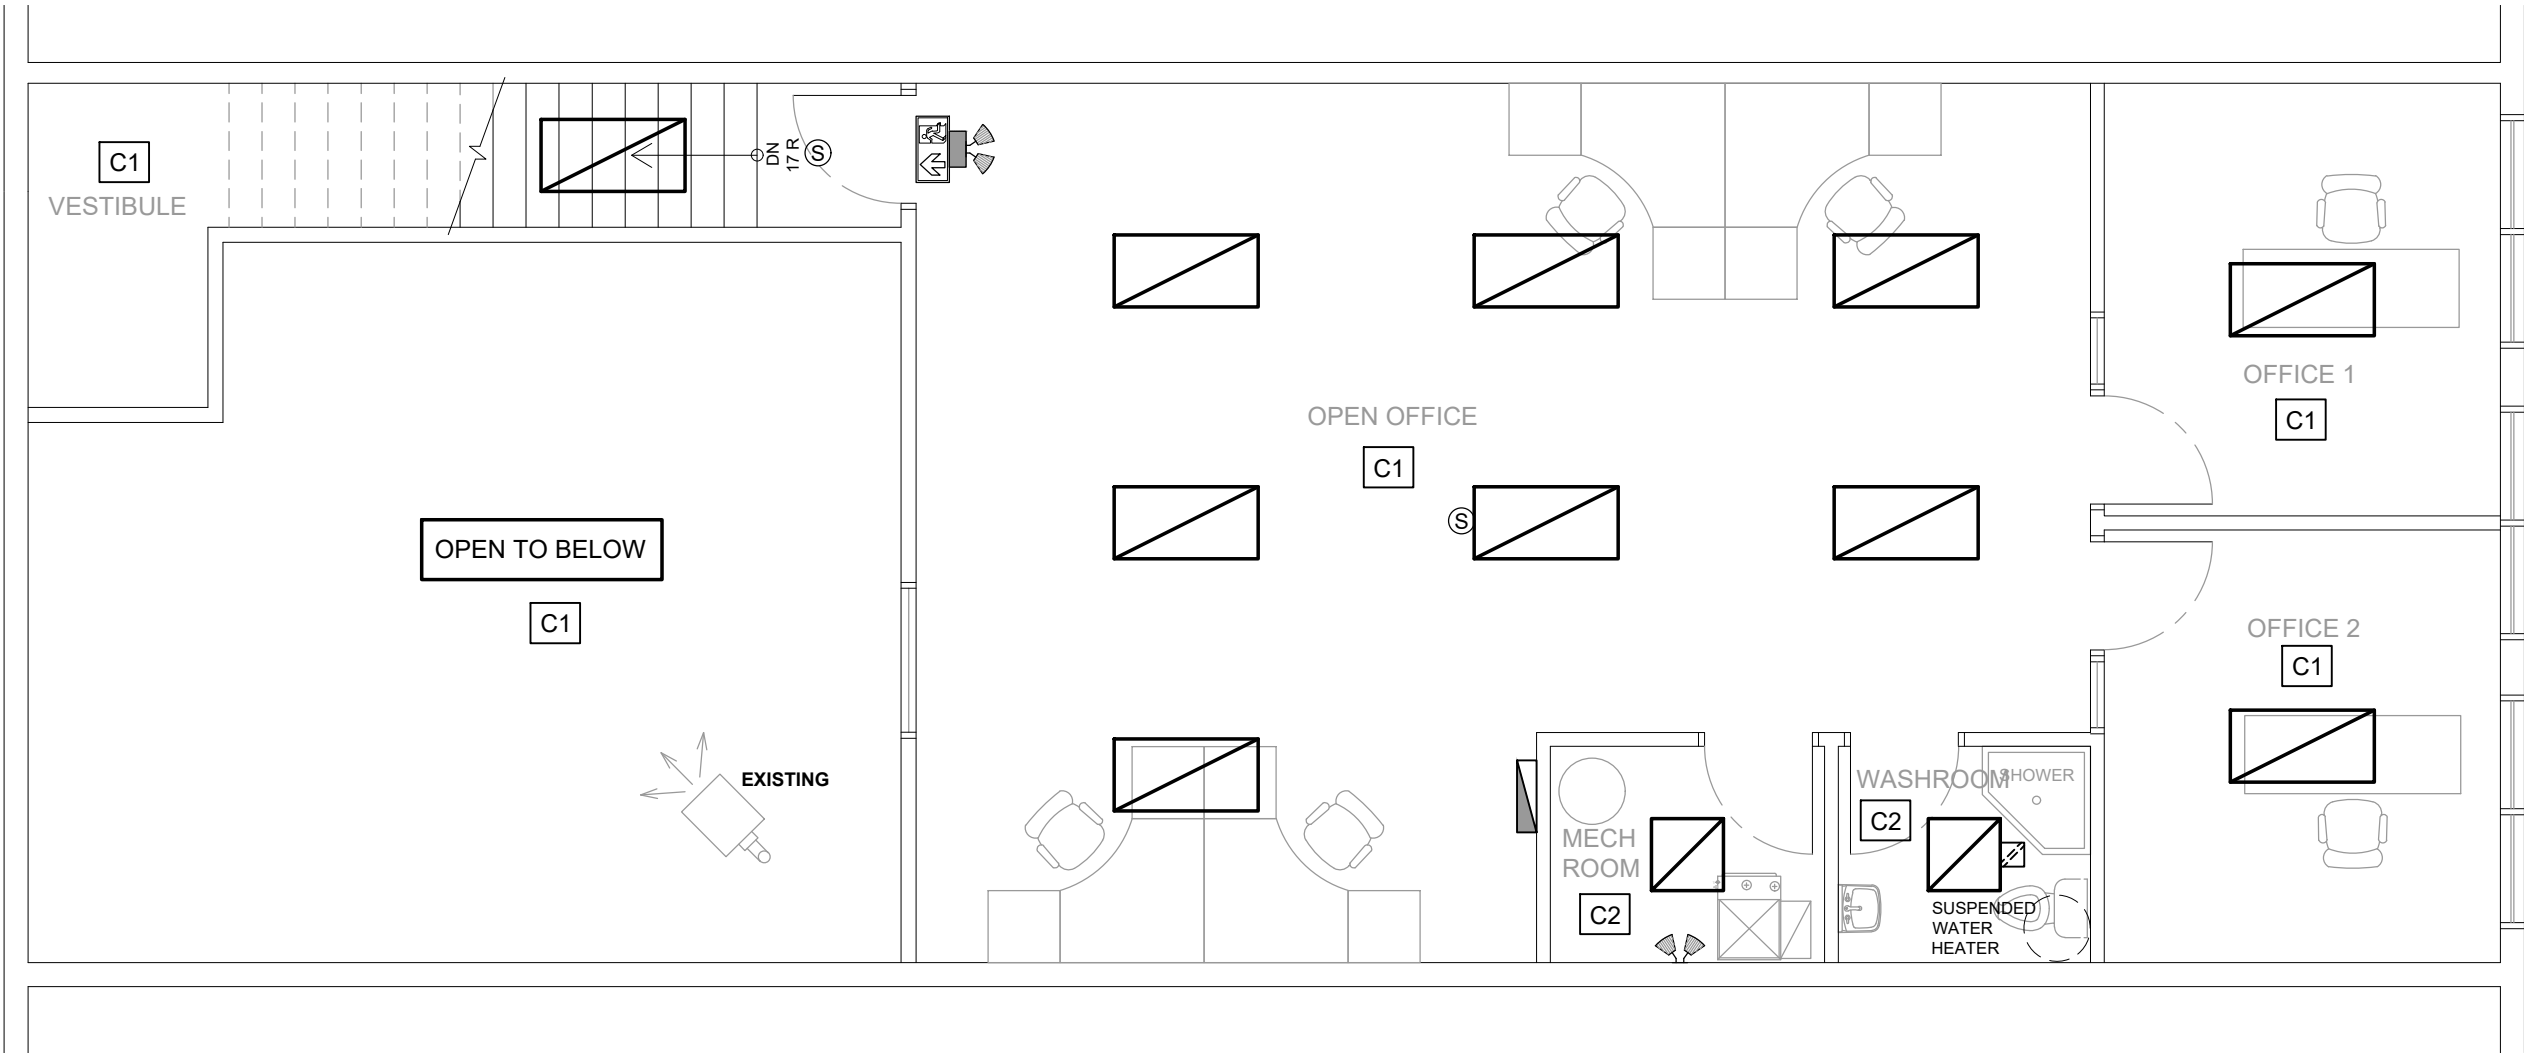 C1
VESTIBULE
DN
17 R
S
OPEN TO BELOW
C1
EXISTING
OPEN OFFICE
C1
S
OFFICE 1
C1
OFFICE 2
C1
MECH
ROOM
C2
WASHROOM
SHOWER
C2
SUSPENDED
WATER
HEATER